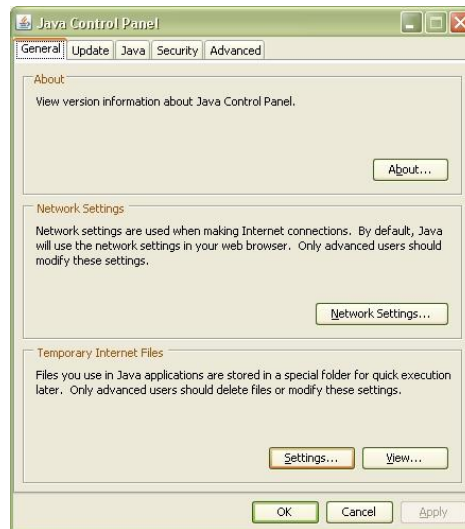 Java Control Panel
General Update Java Security Advanced
About
View version information about Java Control Panel.
About...
Network Settings
Network settings are used when making Internet connections. By default, Java
will use the network settings in your web browser. Only advanced users should
modify these settings.
Network Settings...
Temporary Internet Files
Files you use in Java applications are stored in a special folder for quick execution
later. Only advanced users should delete files or modify these settings.
Settings... View...
OK Cancel Apply